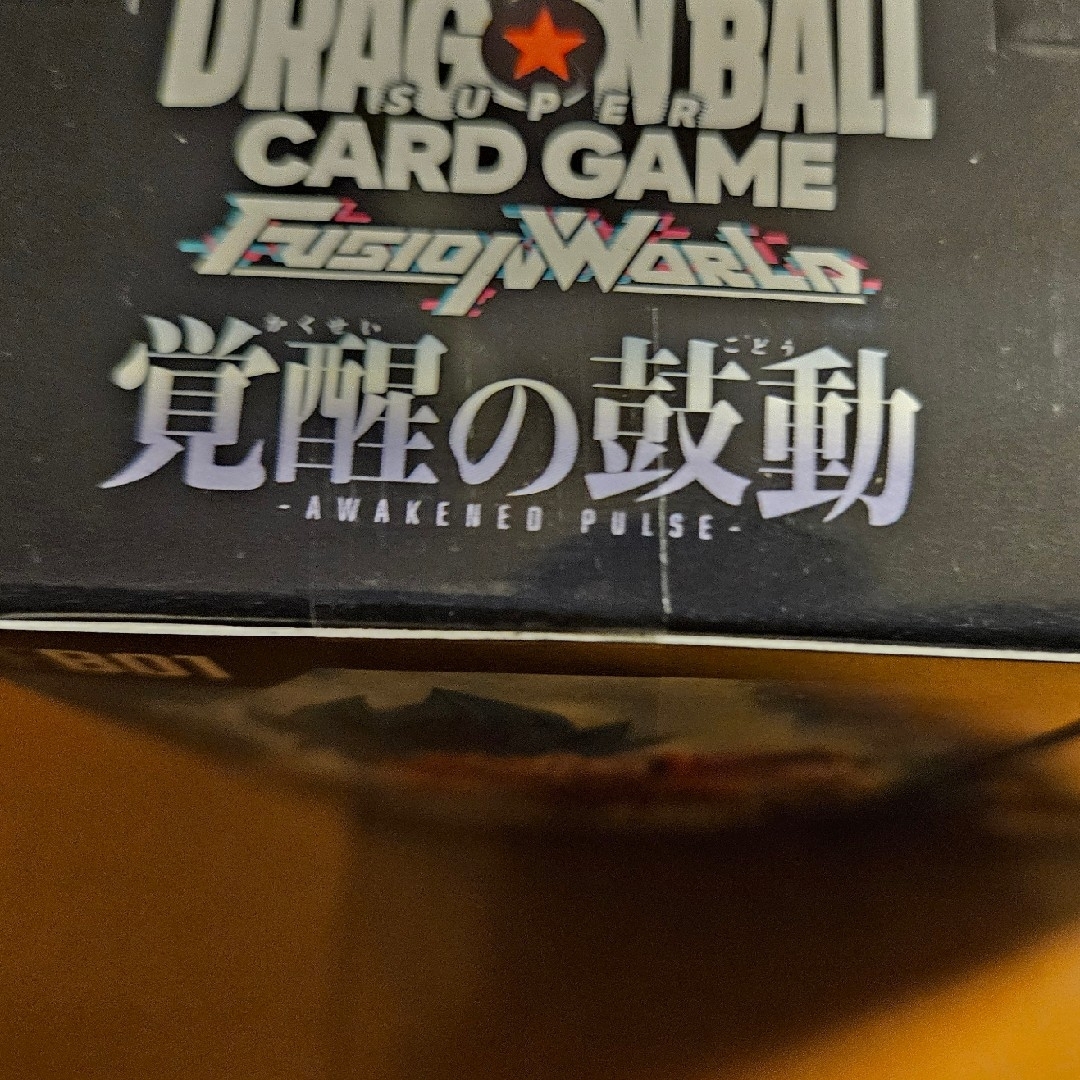 DRAGON BALL
SUPER
CARD GAME
FUSION WORLD
かくせい こどう
覚醒の鼓動
-AWAKENED PULSE-
B01